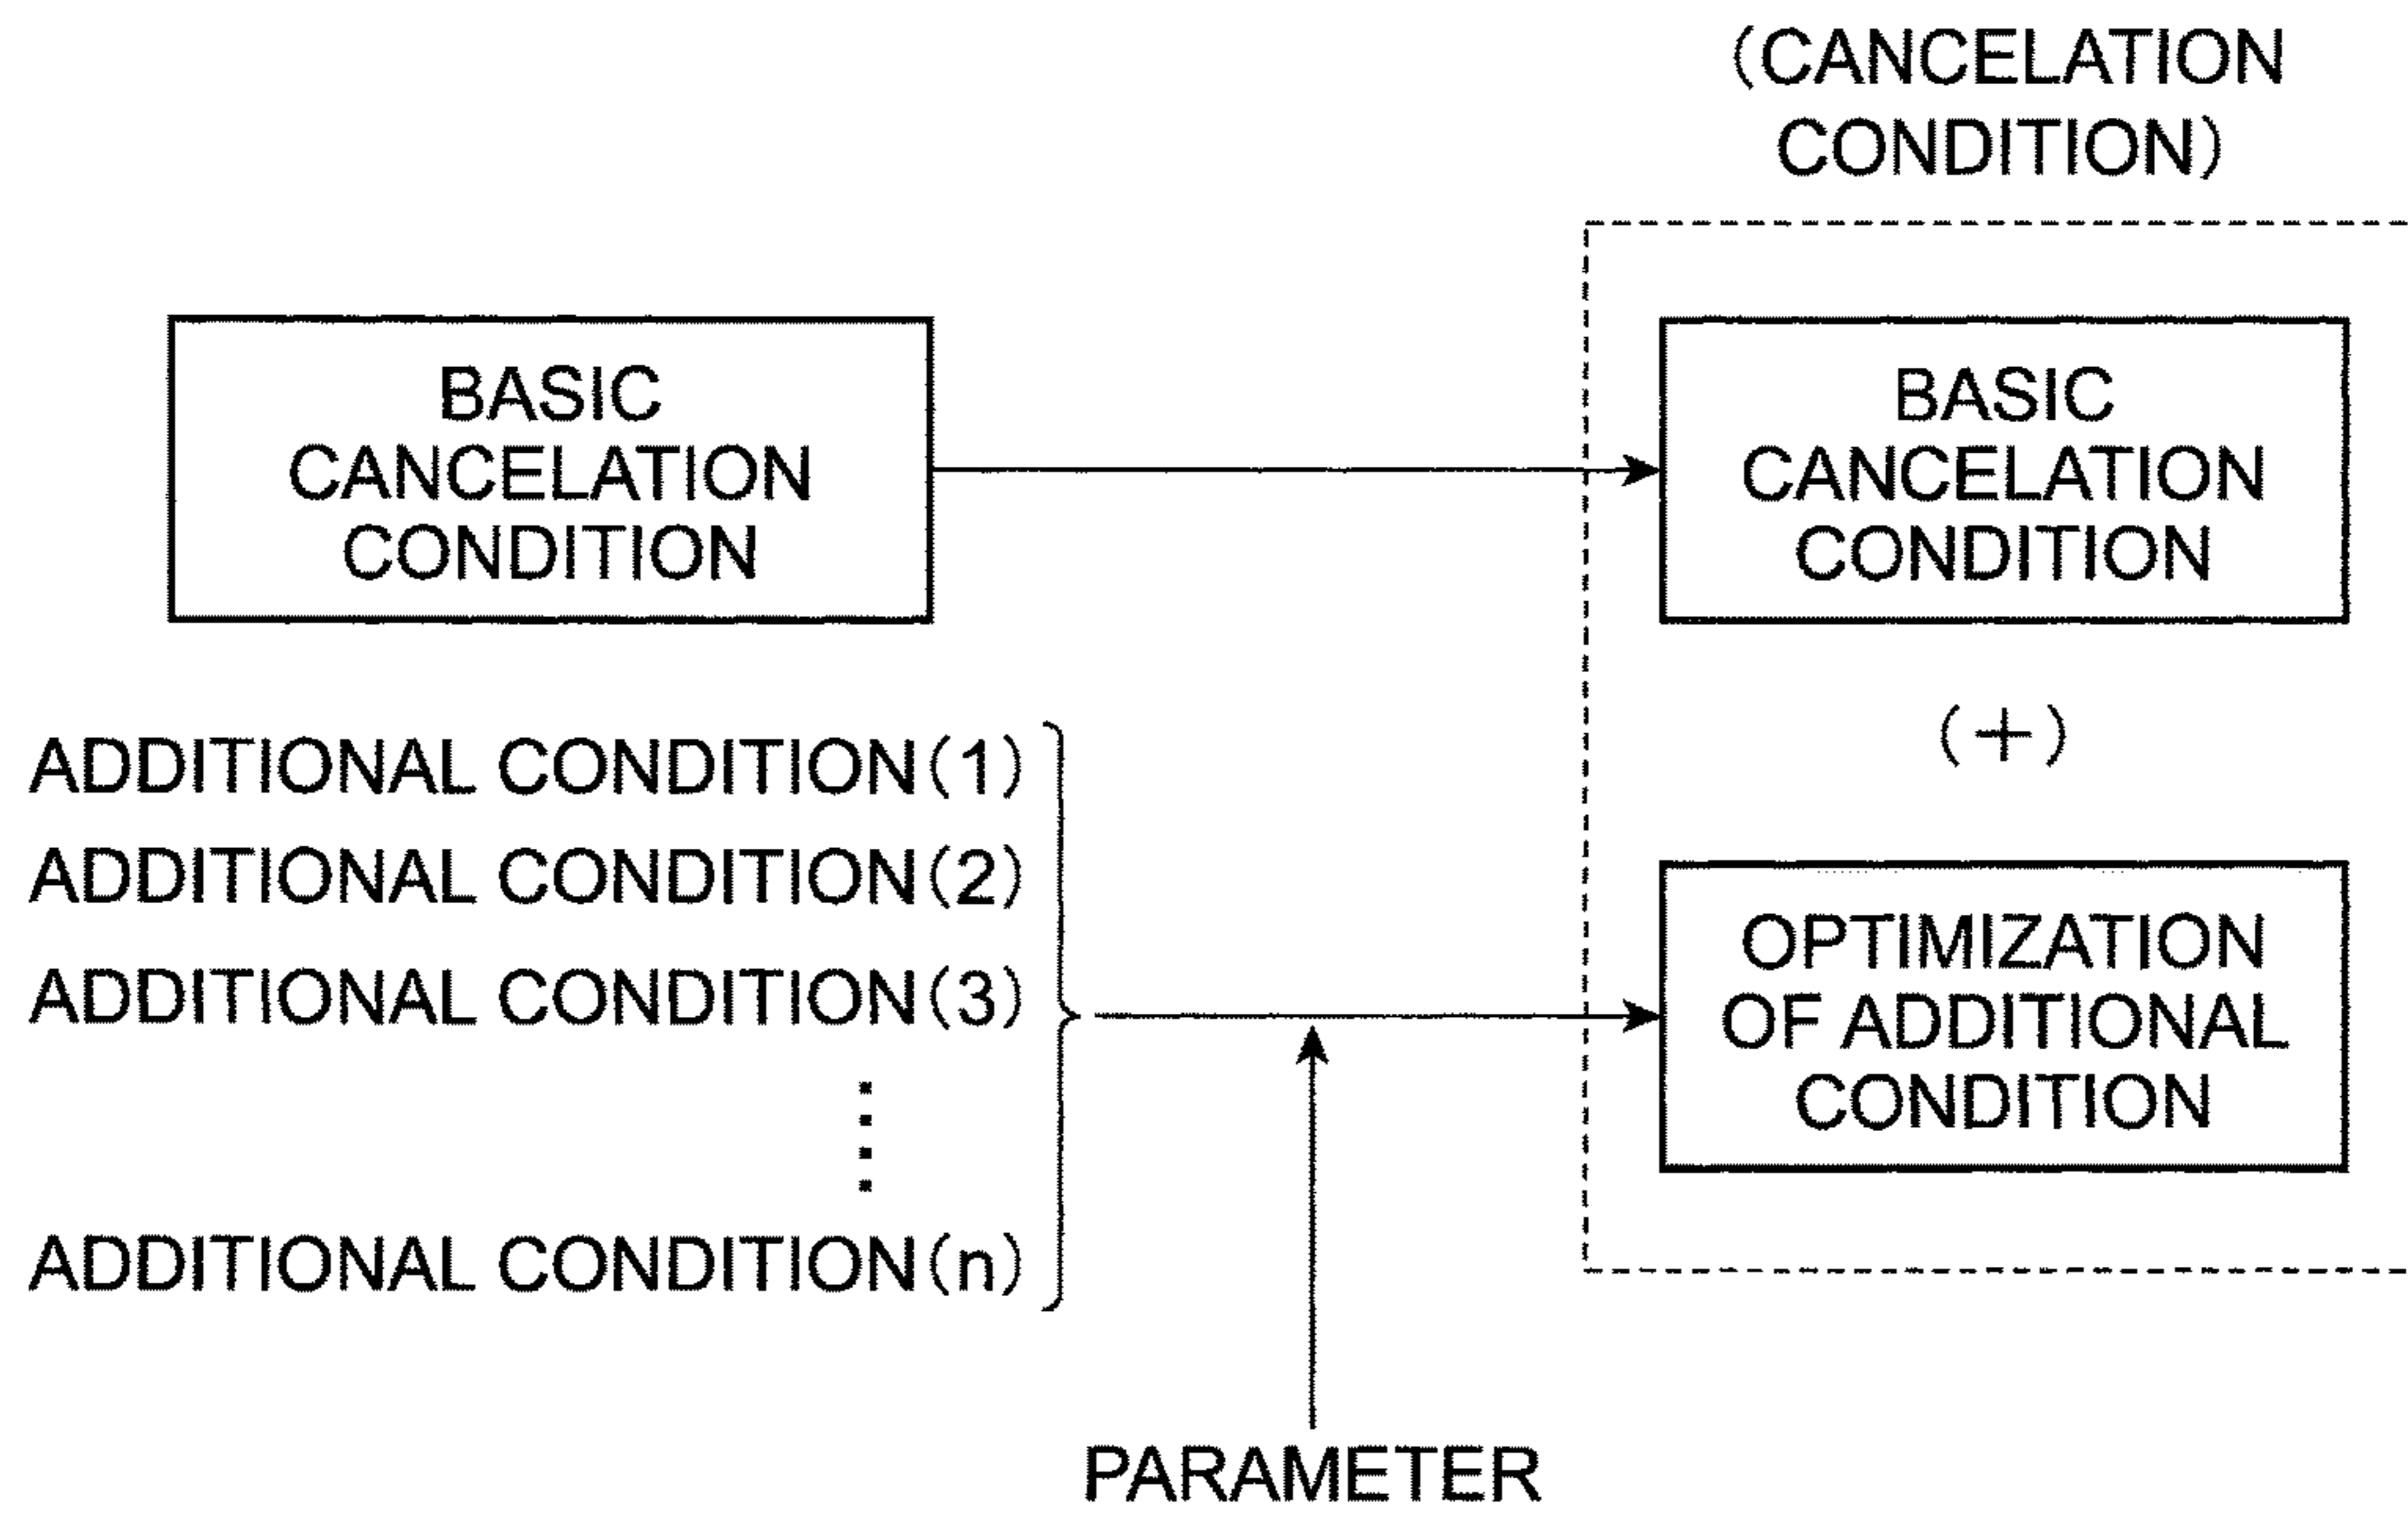 (CANCELATION
CONDITION)
BASIC
CANCELATION
CONDITION
BASIC
CANCELATION
CONDITION
(+)
ADDITIONAL CONDITION(1)
ADDITIONAL CONDITION(2)
ADDITIONAL CONDITION(3)
ADDITIONAL CONDITION(n)
OPTIMIZATION
OF ADDITIONAL
CONDITION
PARAMETER